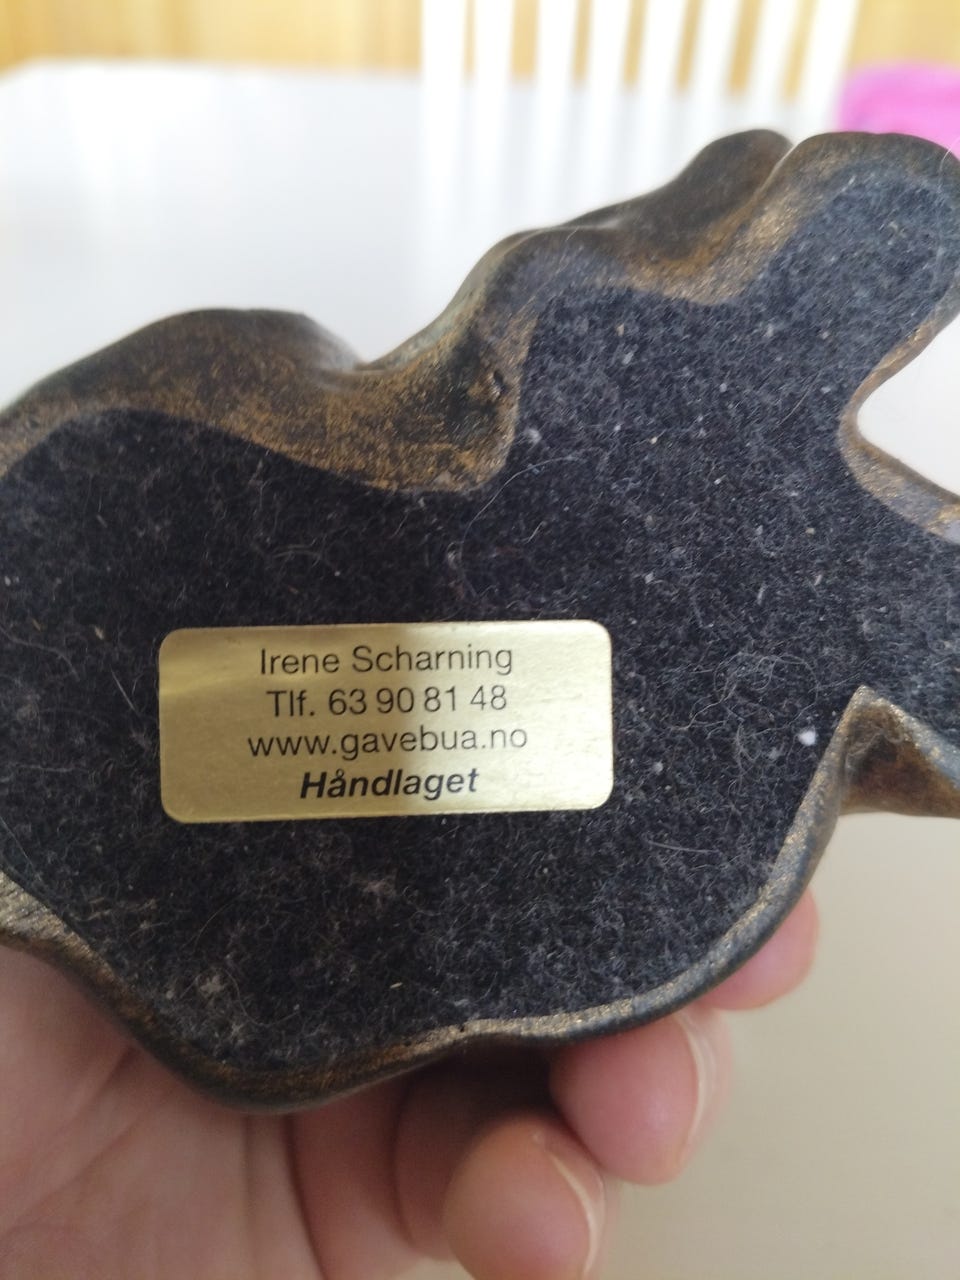 Irene Scharning
Tlf. 63 90 81 48
www.gavebua.no
Håndlaget